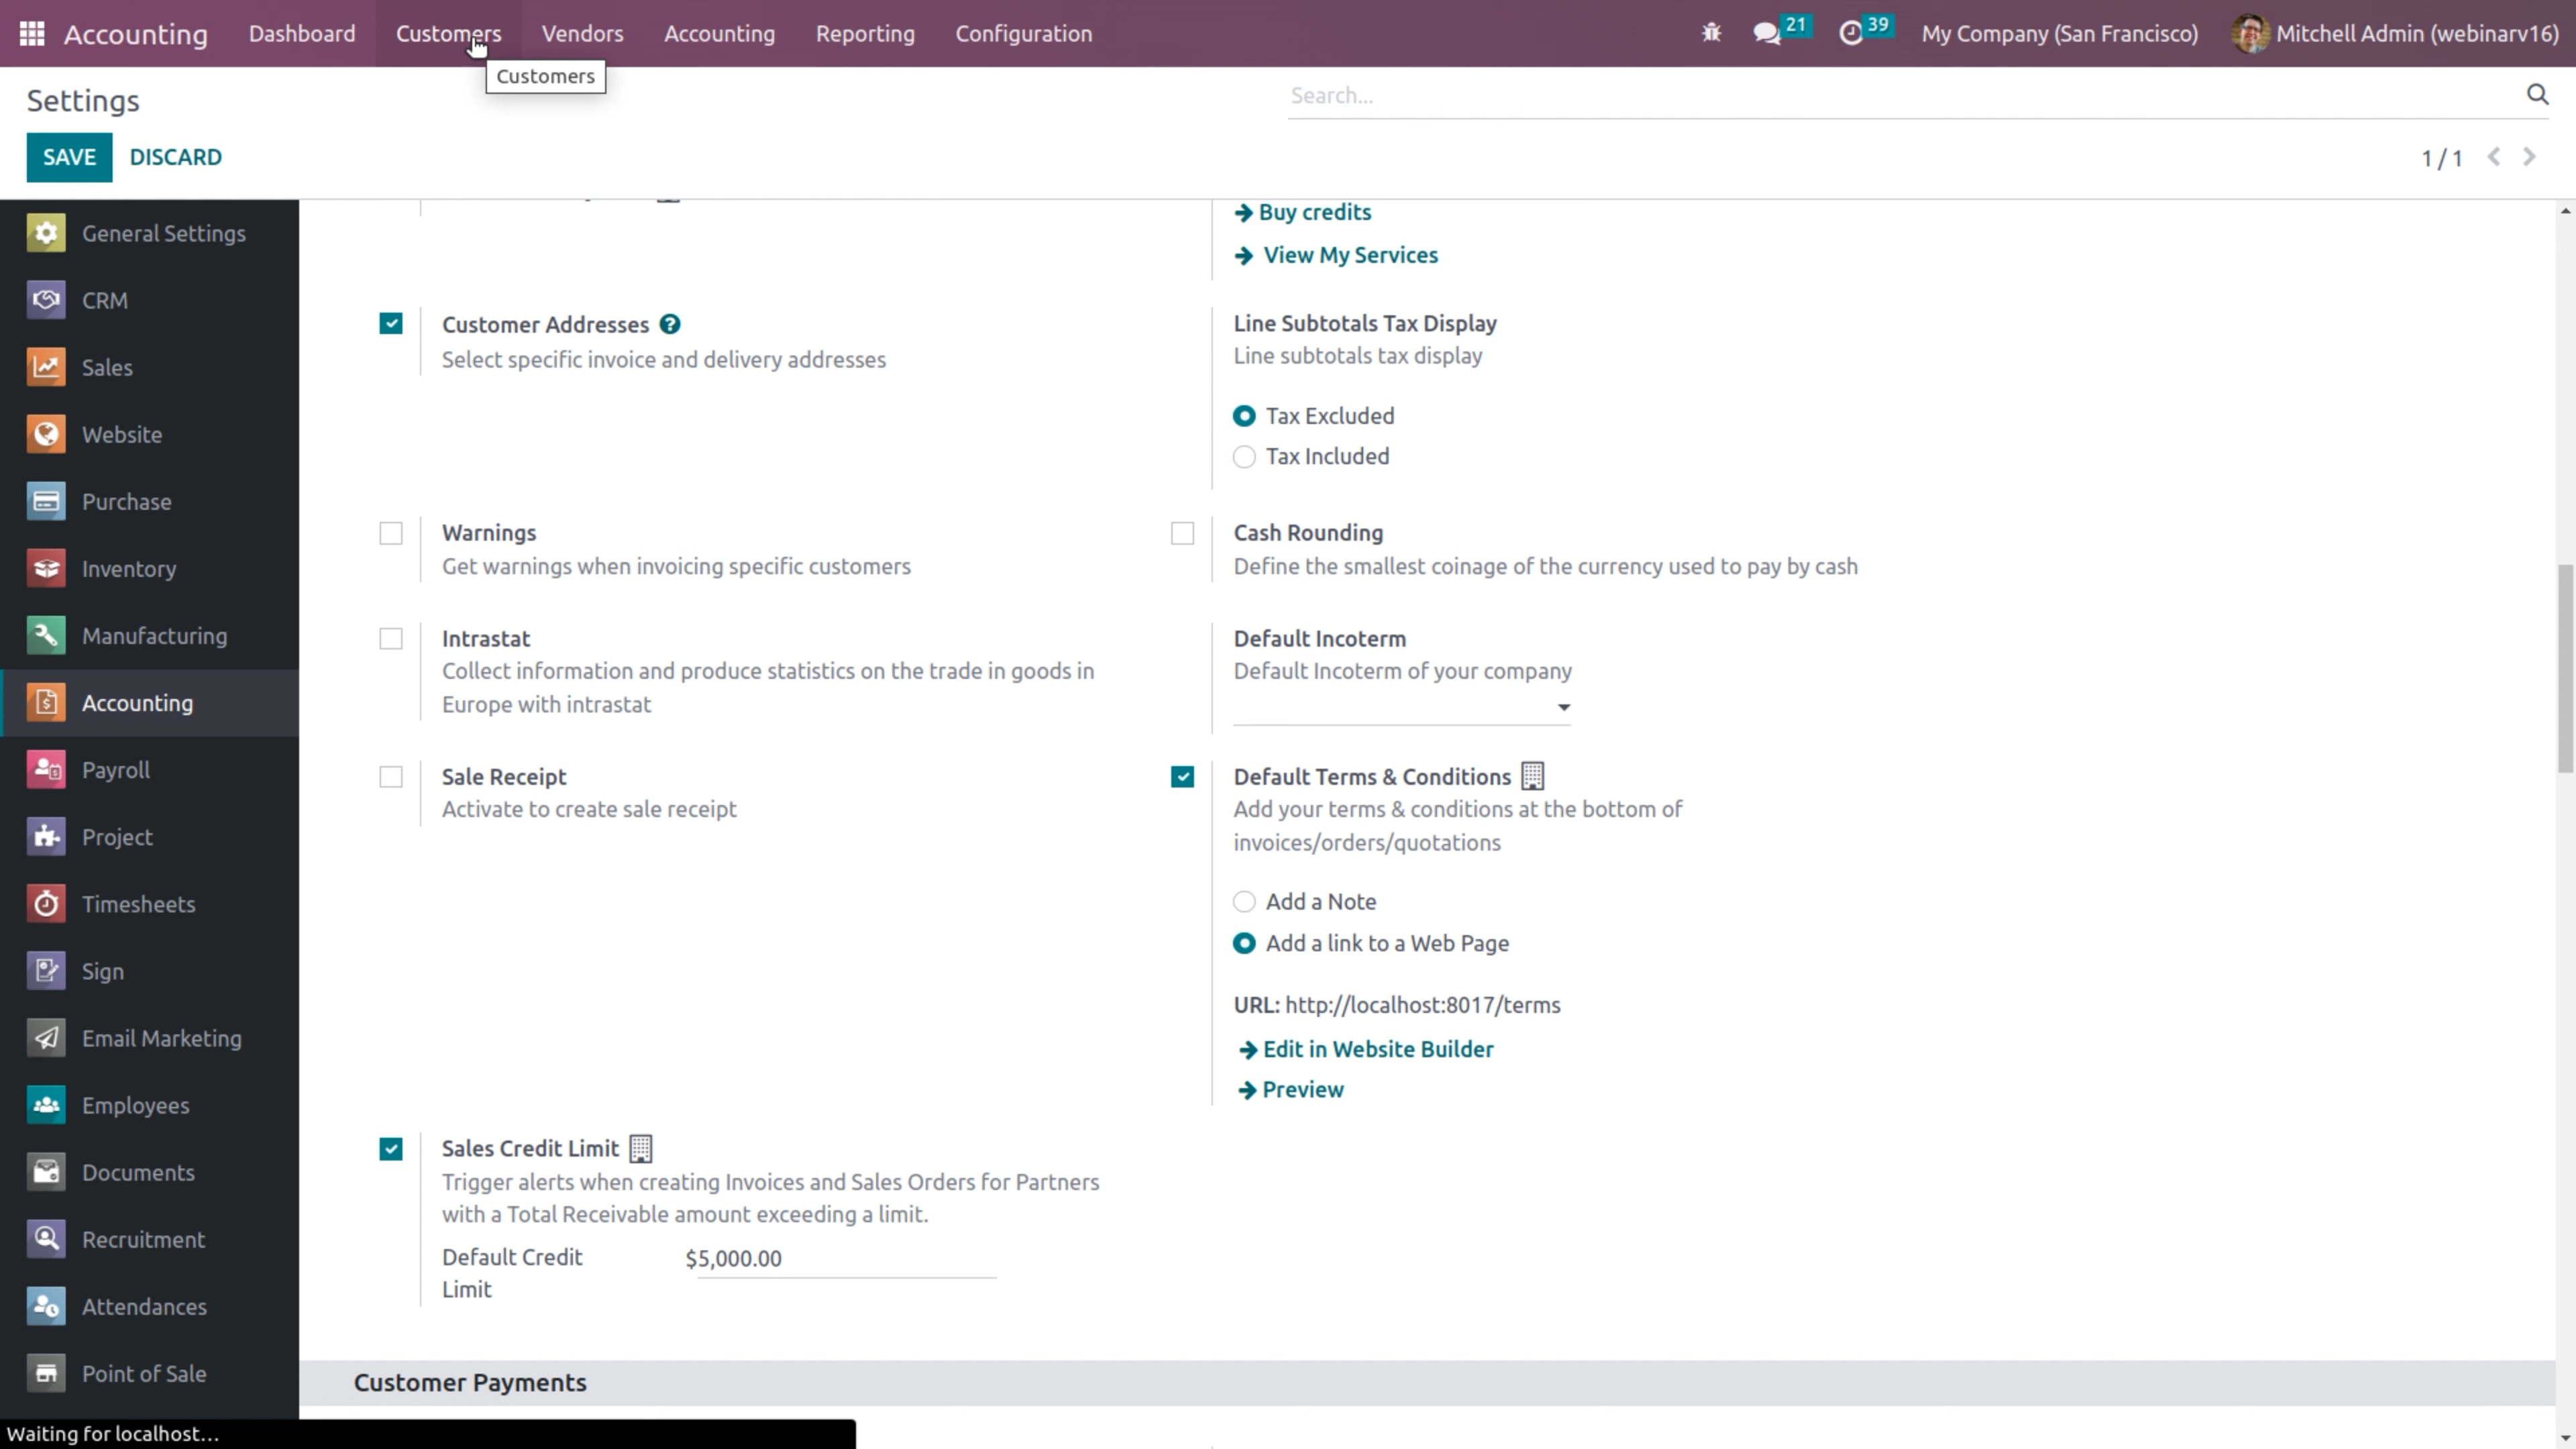 Accounting Dashboard Customers Vendors Accounting Reporting Configuration 21 39 My Company (San Francisco) Mitchell Admin (webinarv16)
Customers
Settings
Search...
SAVE DISCARD
1 / 1
General Settings
CRM
Sales
Website
Purchase
Inventory
Manufacturing
Accounting
Payroll
Project
Timesheets
Sign
Email Marketing
Employees
Documents
Recruitment
Attendances
Point of Sale
Buy credits
View My Services
Customer Addresses
Select specific invoice and delivery addresses
Line Subtotals Tax Display
Line subtotals tax display
Tax Excluded
Tax Included
Warnings
Get warnings when invoicing specific customers
Cash Rounding
Define the smallest coinage of the currency used to pay by cash
Intrastat
Collect information and produce statistics on the trade in goods in
Europe with intrastat
Default Incoterm
Default Incoterm of your company
Sale Receipt
Activate to create sale receipt
Default Terms & Conditions
Add your terms & conditions at the bottom of
invoices/orders/quotations
Add a Note
Add a link to a Web Page
URL: http://localhost:8017/terms
Edit in Website Builder
Preview
Sales Credit Limit
Trigger alerts when creating Invoices and Sales Orders for Partners
with a Total Receivable amount exceeding a limit.
Default Credit
Limit
$5,000.00
Customer Payments
Waiting for localhost...